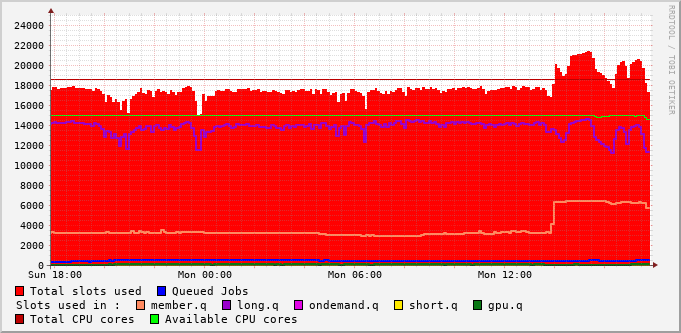 24000
22000
20000
18000
16000
14000
12000
10000
8000
6000
4000
2000
0
Sun 18:00 Mon 00:00 Mon 06:00 Mon 12:00
RRDTOOL / TOBI OETIKER
Total slots used Queued Jobs
Slots used in : member.q long.q ondemand.q short.q gpu.q
Total CPU cores Available CPU cores